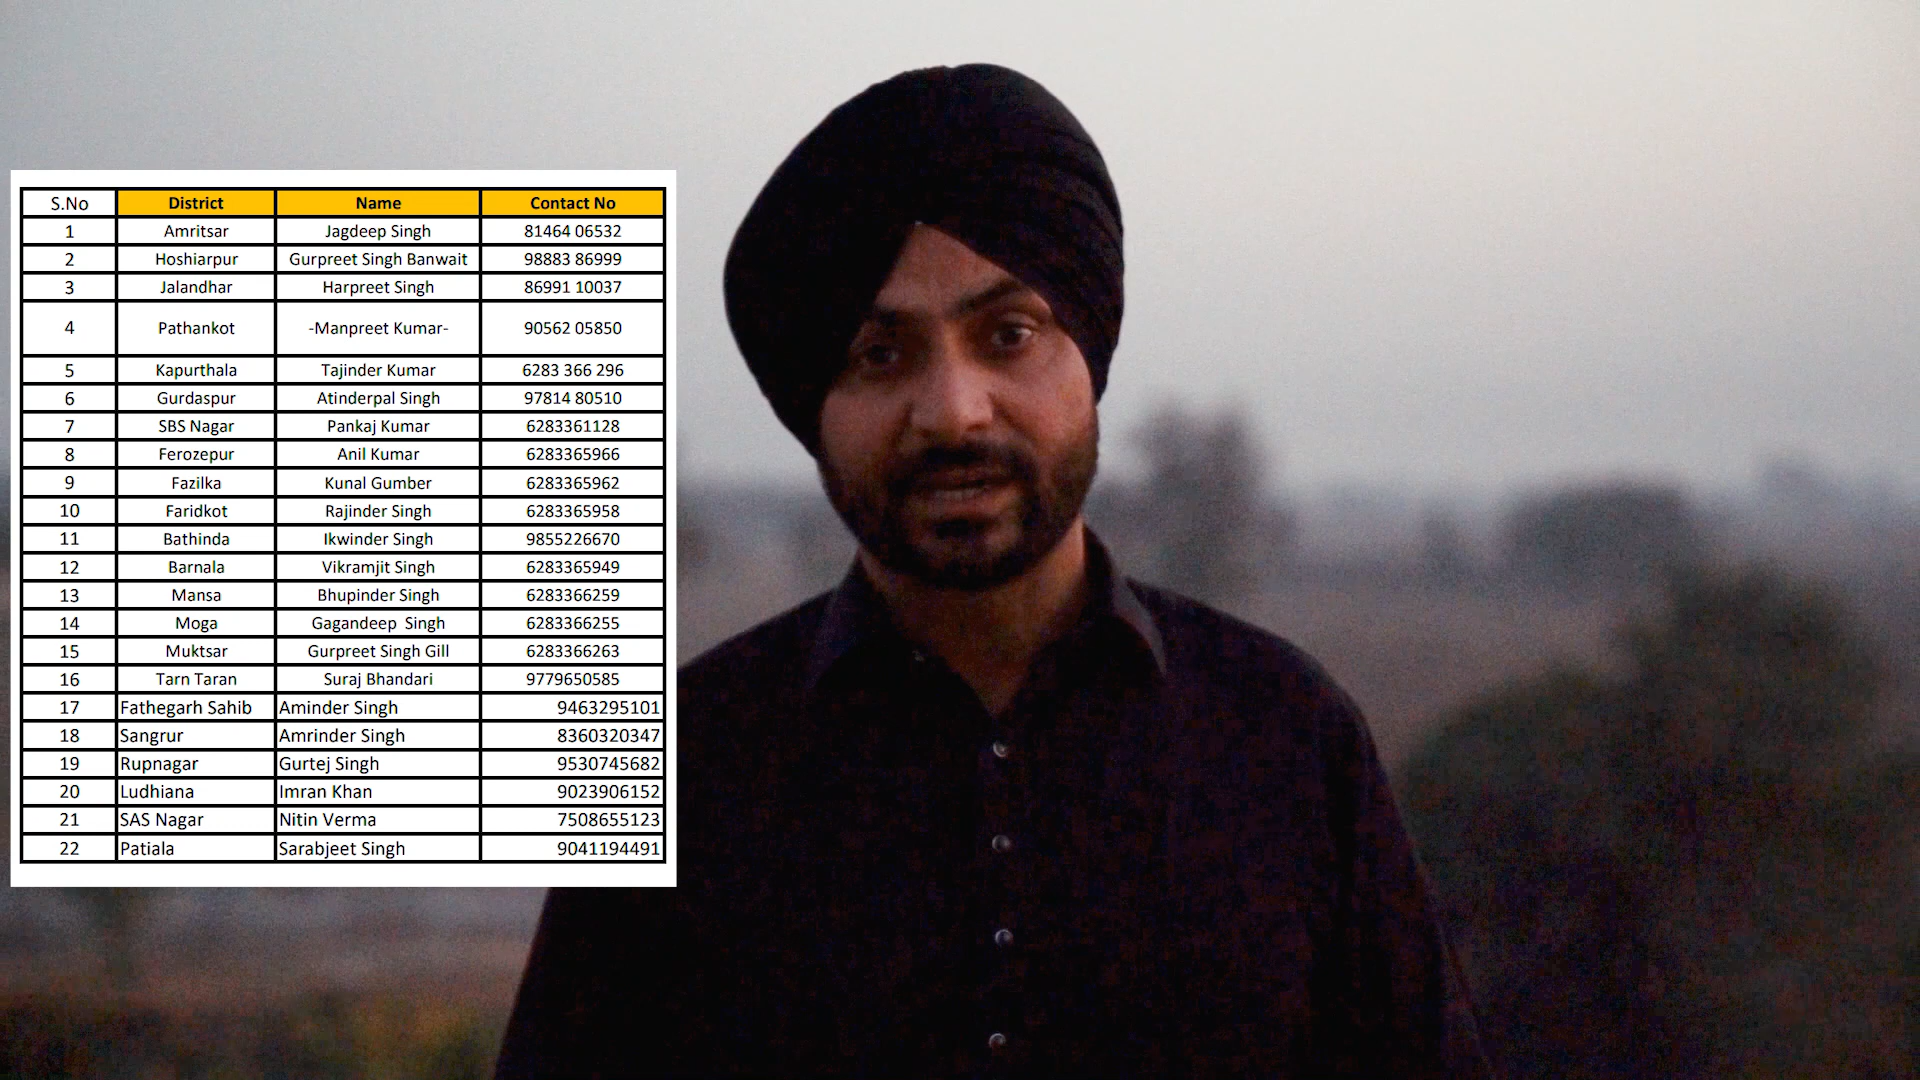 S.No District Name Contact No
1 Amritsar Jagdeep Singh 81464 06532
2 Hoshiarpur Gurpreet Singh Banwait 98883 86999
3 Jalandhar Harpreet Singh 86991 10037
4 Pathankot -Manpreet Kumar- 90562 05850
5 Kapurthala Tajinder Kumar 6283 366 296
6 Gurdaspur Atinderpal Singh 97814 80510
7 SBS Nagar Pankaj Kumar 6283361128
8 Ferozepur Anil Kumar 6283365966
9 Fazilka Kunal Gumber 6283365962
10 Faridkot Rajinder Singh 6283365958
11 Bathinda Ikwinder Singh 9855226670
12 Barnala Vikramjit Singh 6283365949
13 Mansa Bhupinder Singh 6283366259
14 Moga Gagandeep  Singh 6283366255
15 Muktsar Gurpreet Singh Gill 6283366263
16 Tarn Taran Suraj Bhandari 9779650585
17 Fathegarh Sahib Aminder Singh 9463295101
18 Sangrur Amrinder Singh 8360320347
19 Rupnagar Gurtej Singh 9530745682
20 Ludhiana Imran Khan 9023906152
21 SAS Nagar Nitin Verma 7508655123
22 Patiala Sarabjeet Singh 9041194491